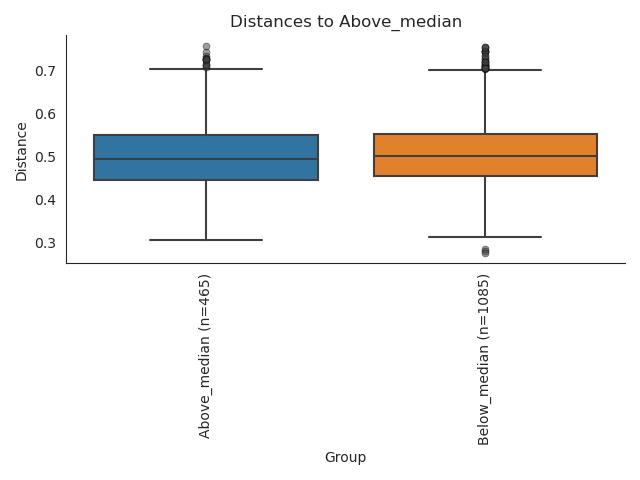 Distances to Above_median
Distance
0.7
0.6
0.5
0.4
0.3
Above_median (n=465)
Below_median (n=1085)
Group